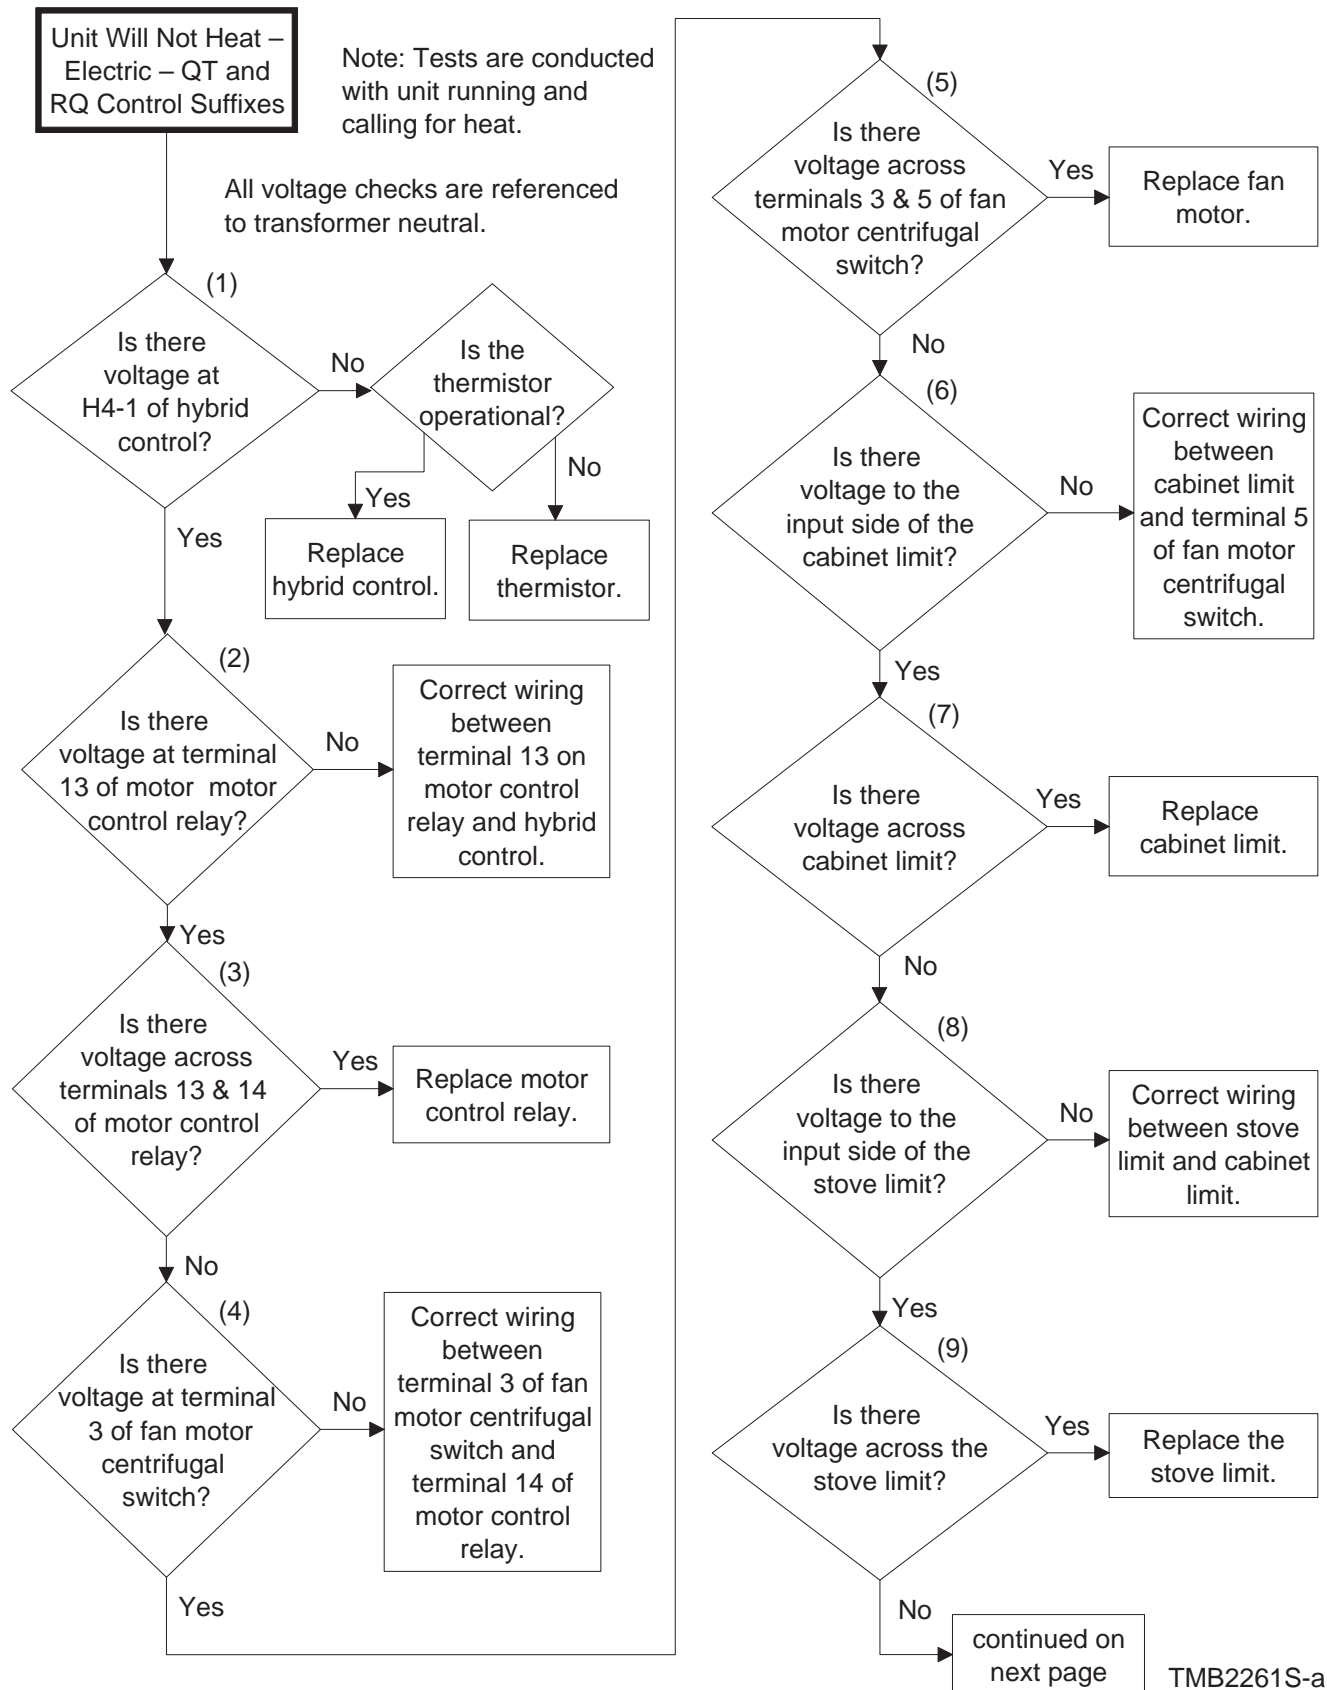 Unit Will Not Heat –
Electric – QT and
RQ Control Suffixes
Note: Tests are conducted
with unit running and
calling for heat.
All voltage checks are referenced
to transformer neutral.
(1)
Is there
voltage at
H4-1 of hybrid
control?
No
Is the
thermistor
operational?
Yes
No
Replace
hybrid control.
Replace
thermistor.
Yes
(2)
Is there
voltage at terminal
13 of motor motor
control relay?
No
Correct wiring
between
terminal 13 on
motor control
relay and hybrid
control.
Yes
(3)
Is there
voltage across
terminals 13 & 14
of motor control
relay?
Yes
Replace motor
control relay.
No
(4)
Is there
voltage at terminal
3 of fan motor
centrifugal
switch?
No
Correct wiring
between
terminal 3 of fan
motor centrifugal
switch and
terminal 14 of
motor control
relay.
Yes
(5)
Is there
voltage across
terminals 3 & 5 of fan
motor centrifugal
switch?
Yes
Replace fan
motor.
No
(6)
Is there
voltage to the
input side of the
cabinet limit?
No
Correct wiring
between
cabinet limit
and terminal 5
of fan motor
centrifugal
switch.
Yes
(7)
Is there
voltage across
cabinet limit?
Yes
Replace
cabinet limit.
No
(8)
Is there
voltage to the
input side of the
stove limit?
No
Correct wiring
between stove
limit and cabinet
limit.
Yes
(9)
Is there
voltage across the
stove limit?
Yes
Replace the
stove limit.
No
continued on
next page
TMB2261S-a